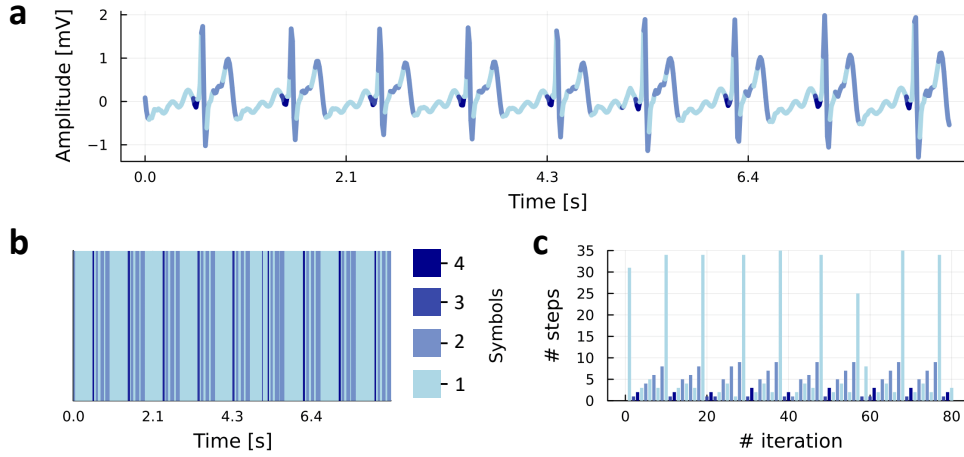 a
Amplitude [mV]
2
1
0
−1
0.0 2.1 4.3 6.4
Time [s]
b
0.0 2.1 4.3 6.4
Time [s]
4
3
2
1
Symbols
c
# steps
35
30
25
20
15
10
5
0
0 20 40 60 80
# iteration